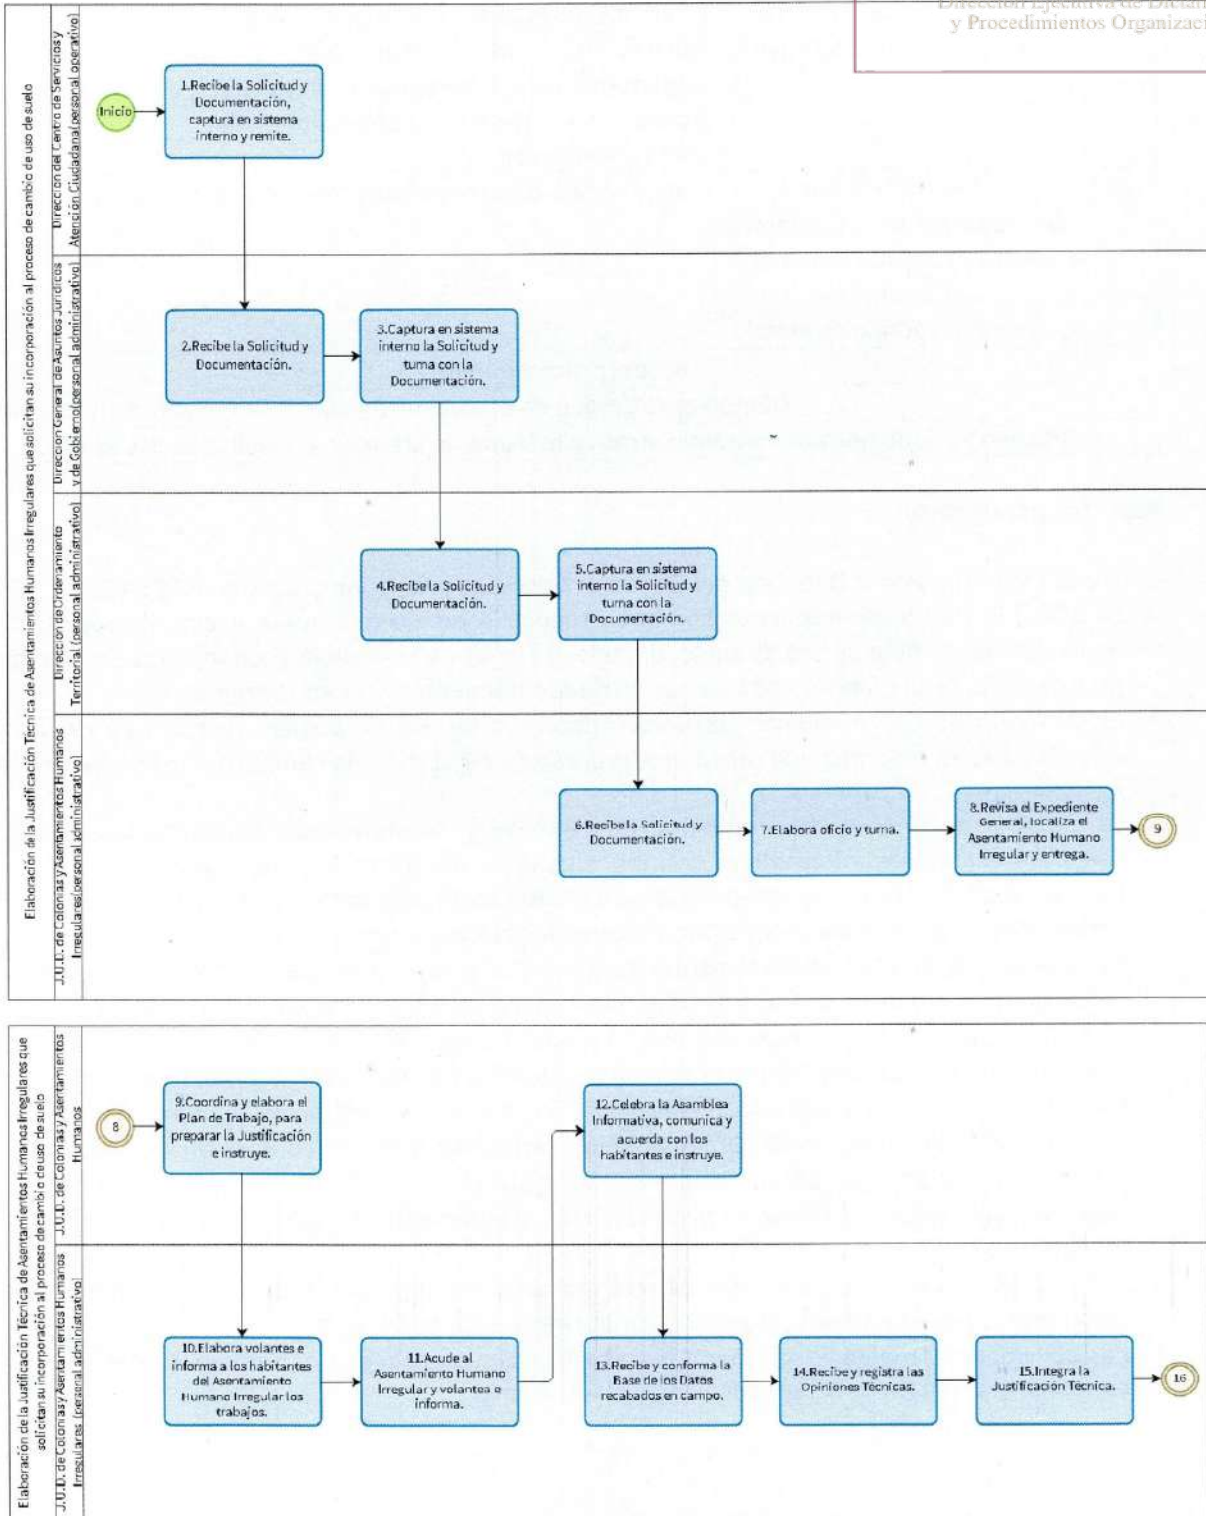 Dirección Ejecutiva de Dictam
y Procedimientos Organizaci
Elaboración de la Justificación Técnica de Asentamientos Humanos Irregulares que solicitan su incorporación al proceso de cambio de uso de suelo
Dirección del Centro de Servicios y
Atención Ciudadana(personal operativo)
Inicio
1.Recibe la Solicitud y
Documentación,
captura en sistema
interno y remite.
Dirección General de Asuntos Jurídicos
y de Gobierno(personal administrativo)
2.Recibe la Solicitud y
Documentación.
3.Captura en sistema
interno la Solicitud y
turna con la
Documentación.
Dirección de Ordenamiento
Territorial (personal administrativo)
4.Recibe la Solicitud y
Documentación.
5.Captura en sistema
interno la Solicitud y
turna con la
Documentación.
J.U.D. de Colonias y Asentamientos Humanos
Irregulares(personal administrativo)
6.Recibe la Solicitud y
Documentación.
7.Elabora oficio y turna.
8.Revisa el Expediente
General, localiza el
Asentamiento Humano
Irregular y entrega.
9
Elaboración de la Justificación Técnica de Asentamientos Humanos Irregulares que
solicitan su incorporación al proceso de cambio de uso de suelo
J.U.D. de Colonias y Asentamientos
Humanos
8
9.Coordina y elabora el
Plan de Trabajo, para
preparar la Justificación
e instruye.
12.Celebra la Asamblea
Informativa, comunica y
acuerda con los
habitantes e instruye.
J.U.D. de Colonias y Asentamientos Humanos
Irregulares (personal administrativo)
10.Elabora volantes e
informa a los habitantes
del Asentamiento
Humano Irregular los
trabajos.
11.Acude al
Asentamiento Humano
Irregular y volantea e
informa.
13.Recibe y conforma la
Base de los Datos
recabados en campo.
14.Recibe y registra las
Opiniones Técnicas.
15.Integra la
Justificación Técnica.
16